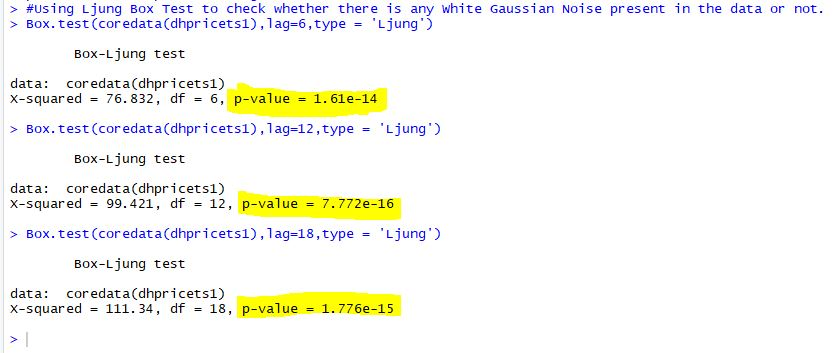 > #Using Ljung Box Test to check whether there is any White Gaussian Noise present in the data or not.
> Box.test(coredata(dhpricets1),lag=6,type = 'Ljung')
Box-Ljung test
data:  coredata(dhpricets1)
X-squared = 76.832, df = 6, p-value = 1.61e-14
> Box.test(coredata(dhpricets1),lag=12,type = 'Ljung')
Box-Ljung test
data:  coredata(dhpricets1)
X-squared = 99.421, df = 12, p-value = 7.772e-16
> Box.test(coredata(dhpricets1),lag=18,type = 'Ljung')
Box-Ljung test
data:  coredata(dhpricets1)
X-squared = 111.34, df = 18, p-value = 1.776e-15
>